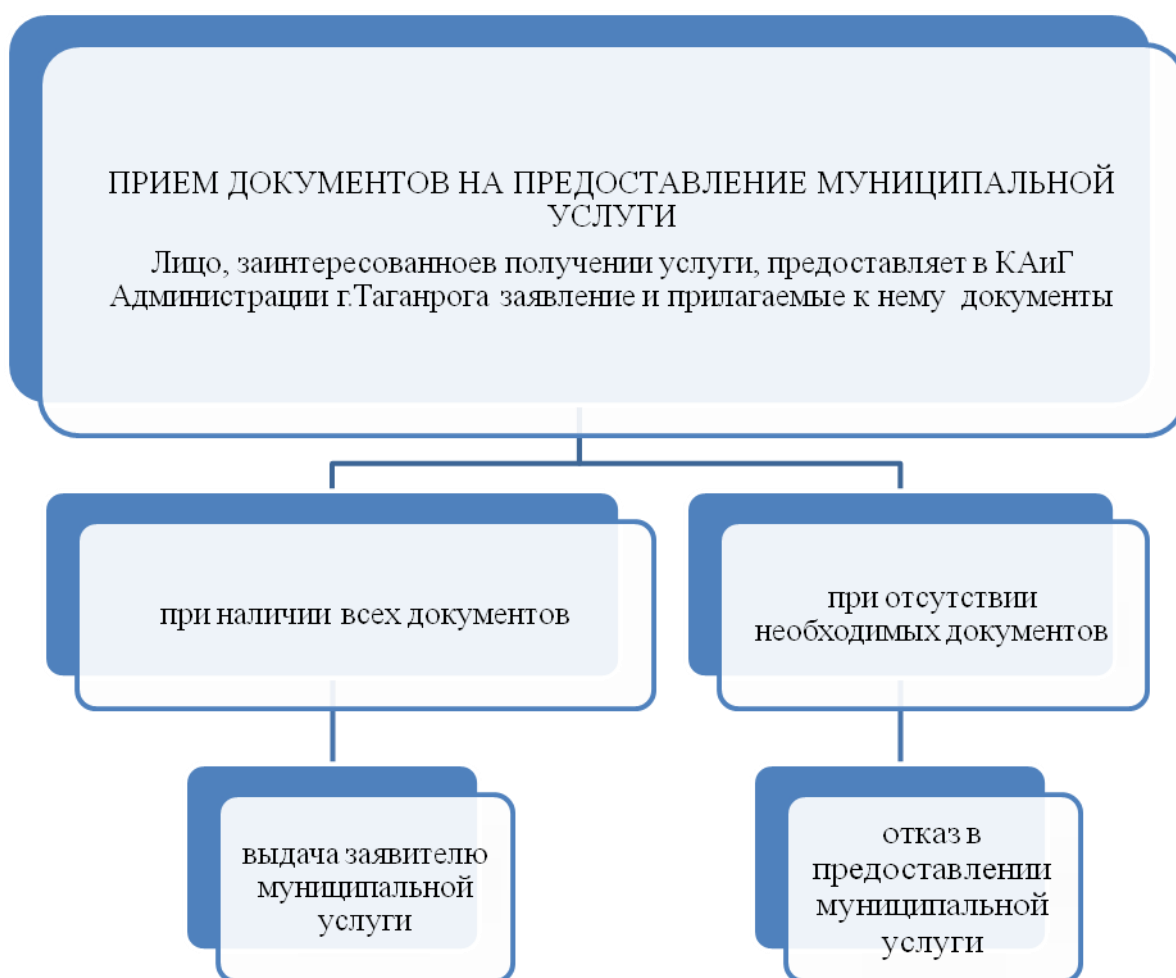 ПРИЕМ ДОКУМЕНТОВ НА ПРЕДОСТАВЛЕНИЕ МУНИЦИПАЛЬНОЙ
УСЛУГИ
Лицо, заинтересованноев получении услуги, предоставляет в КАиГ
Администрации г.Таганрога заявление и прилагаемые к нему документы
при наличии всех документов
при отсутствии
необходимых документов
выдача заявителю
муниципальной
услуги
отказ в
предоставлении
муниципальной
услуги